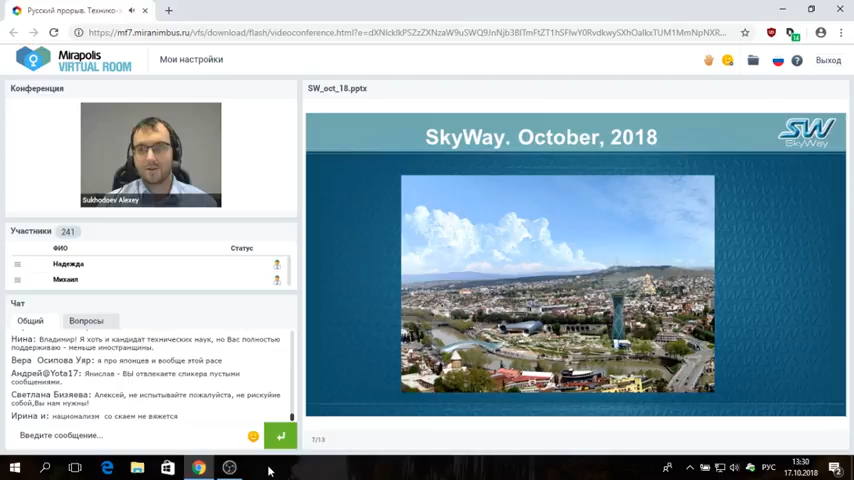 Русский прорыв. Технико-
https://mf7.miranimbus.ru/vfs/download/flash/videoconference.html?e=
Mirapolis
VIRTUAL ROOM
Мои настройки
Выход
Конференция
Sukhodoev Alexey
Участники 241
ФИО Статус
Надежда
Михаил
Чат
Общий Вопросы
Нина: Владимир! Я хоть и кандидат технических наук, но Вас полностью
поддерживаю - меньше иностранщины.
Вера Осипова Уяр: я про японцев и вообще этой расе
Андрей@Yota17: Янислав - ВЫ отвлекаете спикера пустыми
сообщениями.
Светлана Бизяева: Алексей, не испытывайте пожалуйста, не рискуйте
собой,Вы нам нужны!
Ирина и: национализм со скаем не вяжется
Введите сообщение...
SW_oct_18.pptx
SkyWay. October, 2018
SW
SkyWay
7/13
РУС
13:30
17.10.2018
2